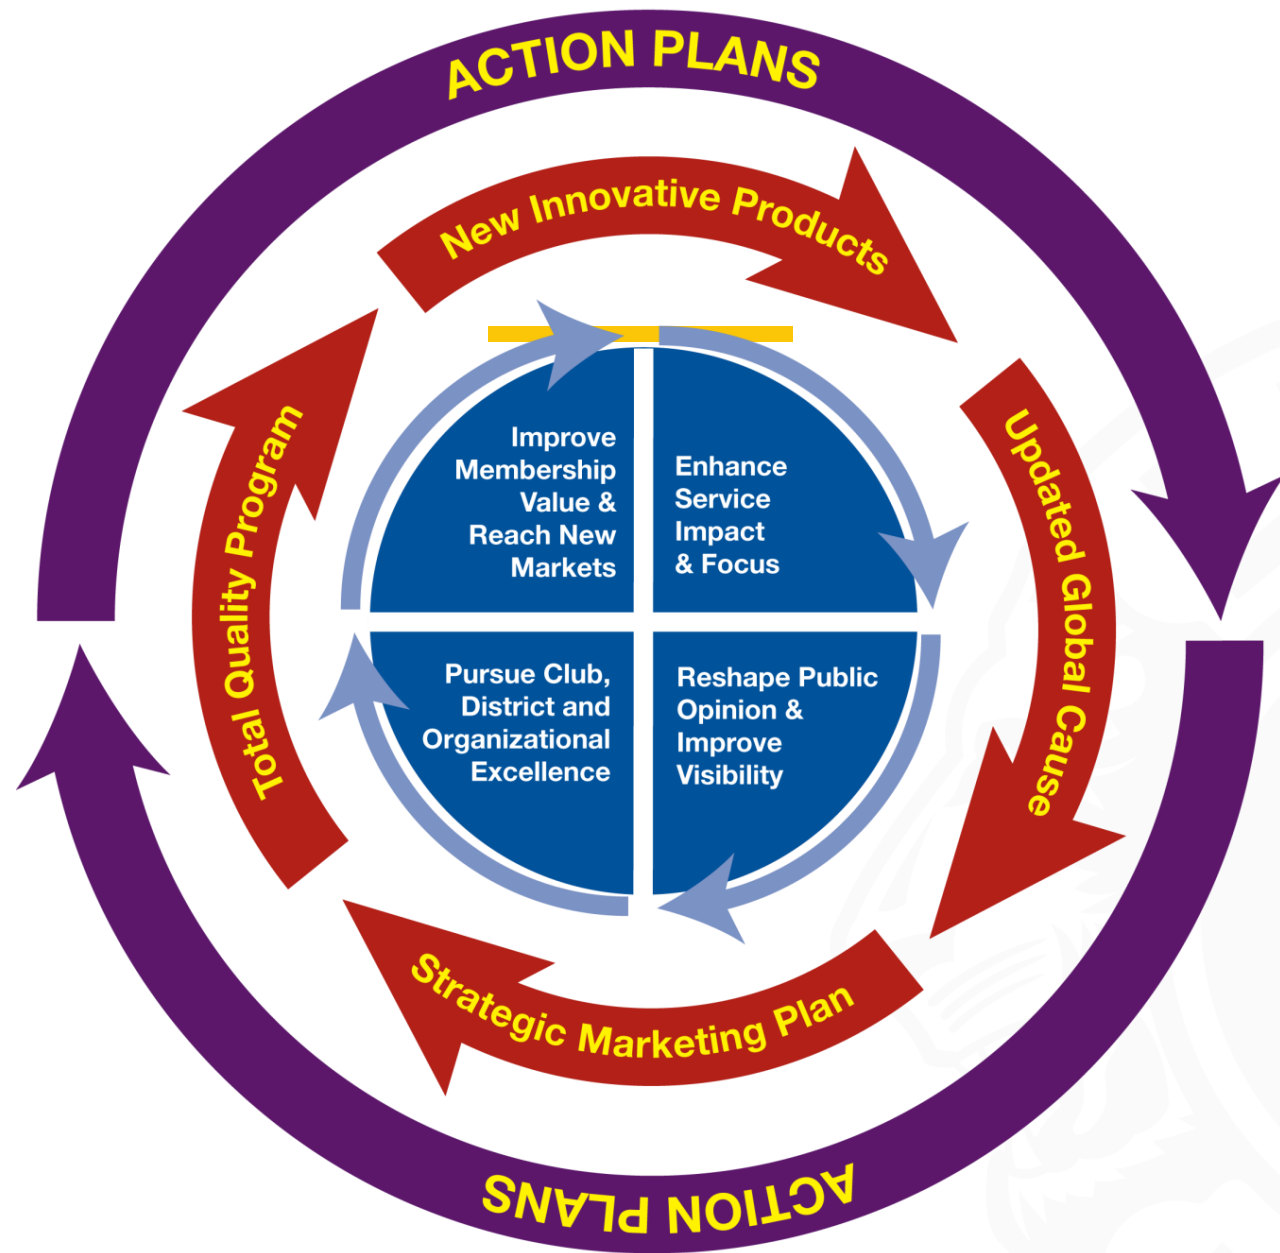 ACTION PLANS
New Innovative Products
Updated Global Cause
Strategic Marketing Plan
Total Quality Program
Improve
Membership
Value &
Reach New
Markets
Enhance
Service
Impact
& Focus
Pursue Club,
District and
Organizational
Excellence
Reshape Public
Opinion &
Improve
Visibility
ACTION PLANS